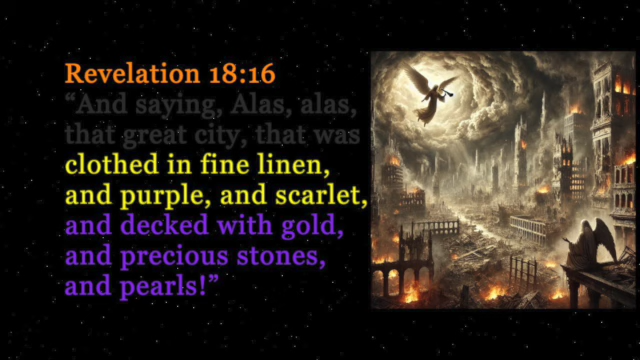 Revelation 18:16
“And saying, Alas, alas,
that great city, that was
clothed in fine linen,
and purple, and scarlet,
and decked with gold,
and precious stones,
and pearls!”